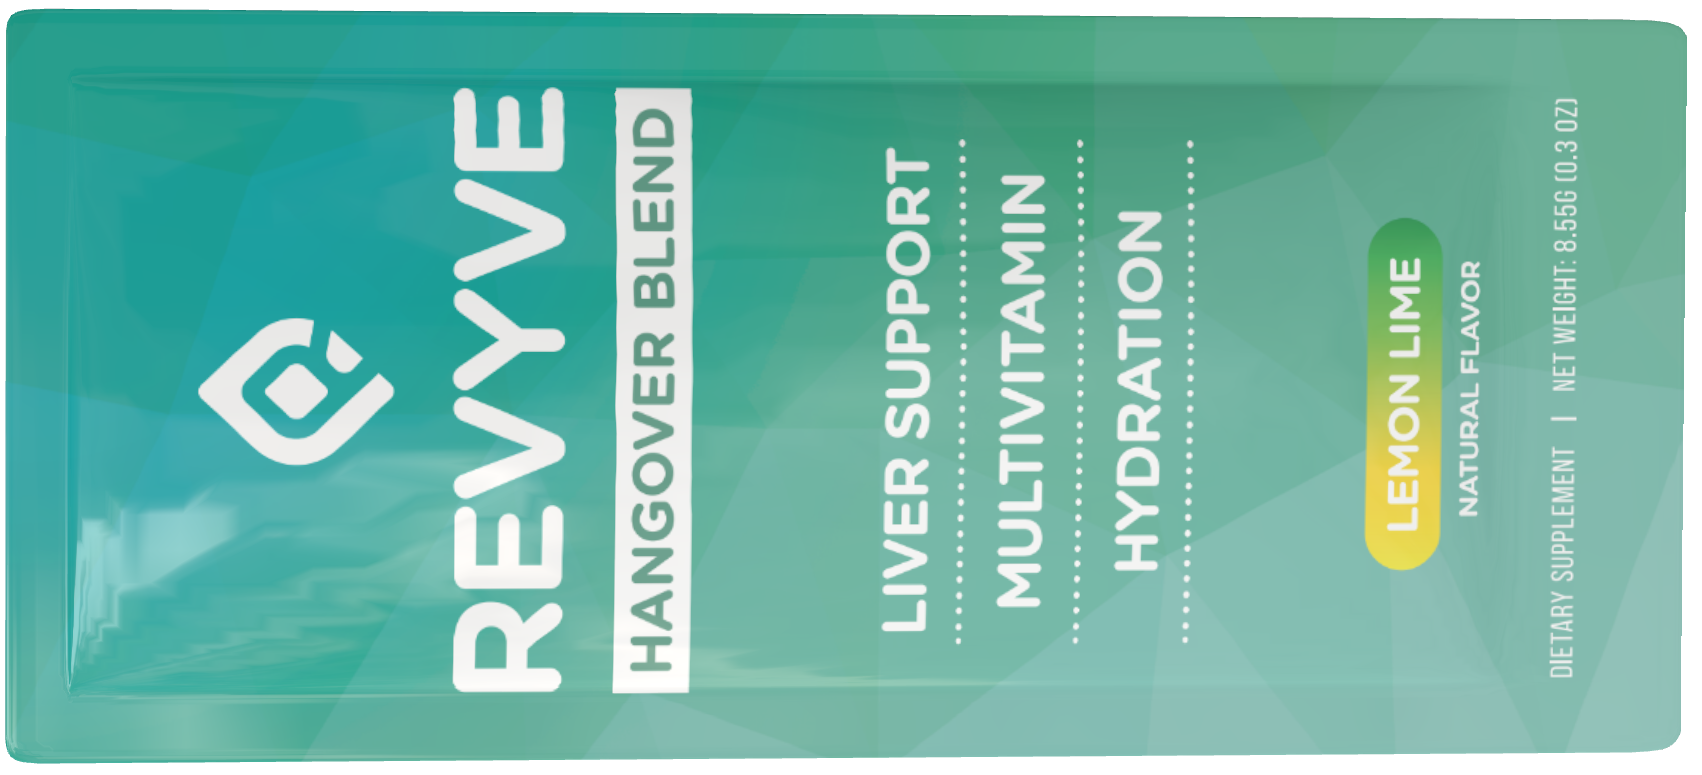 REVYVE
HANGOVER BLEND
LIVER SUPPORT
MULTIVITAMIN
HYDRATION
LEMON LIME
NATURAL FLAVOR
DIETARY SUPPLEMENT | NET WEIGHT: 8.55G (0.3 OZ)